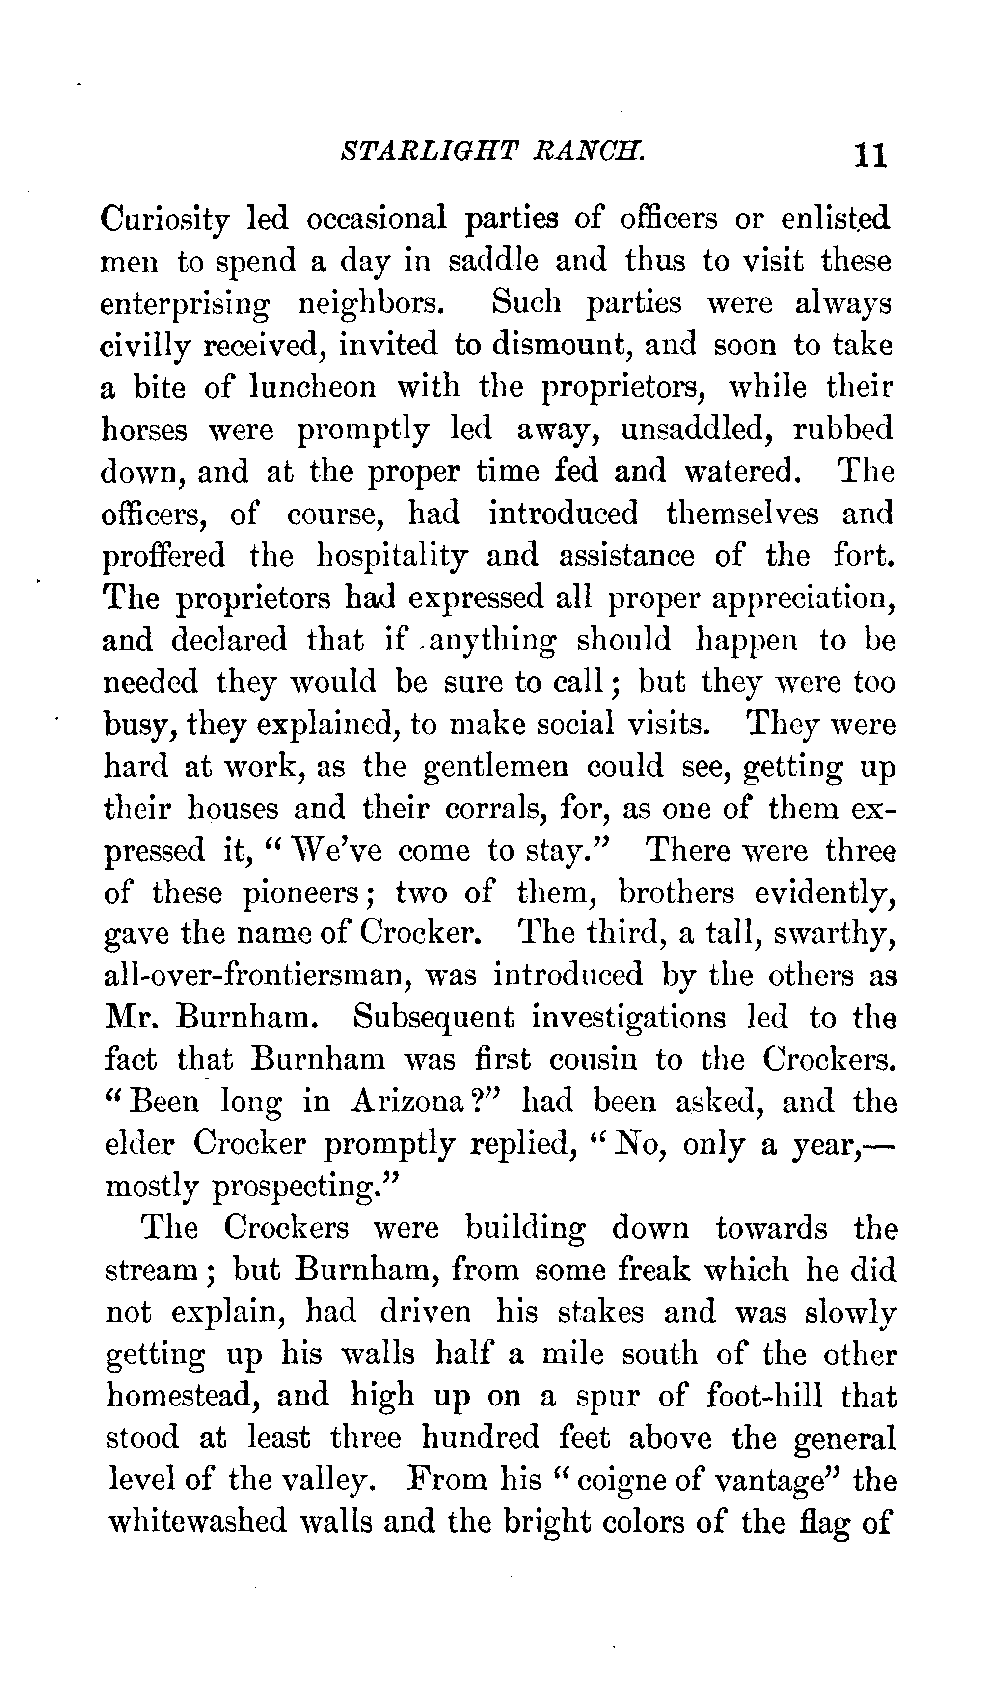 STARLIGHT RANCH. 11
Curiosity led occasional parties of officers or enlisted
men to spend a day in saddle and thus to visit these
enterprising neighbors. Such parties were always
civilly received, invited to dismount, and soon to take
a bite of luncheon with the proprietors, while their
horses were promptly led away, unsaddled, rubbed
down, and at the proper time fed and watered. The
officers, of course, had introduced themselves and
proffered the hospitality and assistance of the fort.
The proprietors had expressed all proper appreciation,
and declared that if anything should happen to be
needed they would be sure to call; but they were too
busy, they explained, to make social visits. They were
hard at work, as the gentlemen could see, getting up
their houses and their corrals, for, as one of them ex-
pressed it, "We've come to stay." There were three
of these pioneers; two of them, brothers evidently,
gave the name of Crocker. The third, a tall, swarthy,
all-over-frontiersman, was introduced by the others as
Mr. Burnham. Subsequent investigations led to the
fact that Burnham was first cousin to the Crockers.
"Been long in Arizona?" had been asked, and the
elder Crocker promptly replied, "No, only a year,—
mostly prospecting."
The Crockers were building down towards the
stream; but Burnham, from some freak which he did
not explain, had driven his stakes and was slowly
getting up his walls half a mile south of the other
homestead, and high up on a spur of foot-hill that
stood at least three hundred feet above the general
level of the valley. From his "coigne of vantage" the
whitewashed walls and the bright colors of the flag of